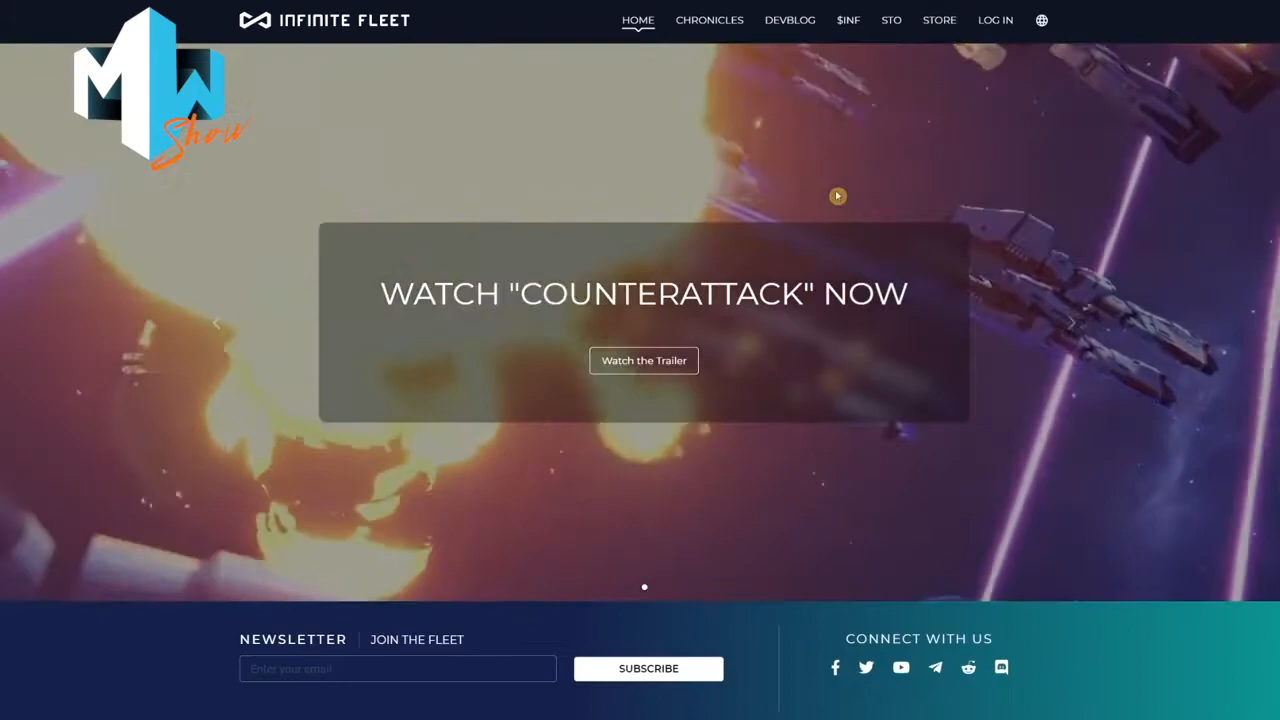 MW
Show
INFINITE FLEET
HOME CHRONICLES DEVBLOG $INF STO STORE LOG IN
WATCH "COUNTERATTACK" NOW
Watch the Trailer
NEWSLETTER JOIN THE FLEET
Enter your email
SUBSCRIBE
CONNECT WITH US